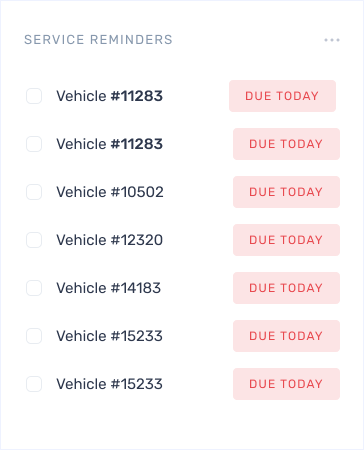 SERVICE REMINDERS
Vehicle #11283 DUE TODAY
Vehicle #11283 DUE TODAY
Vehicle #10502 DUE TODAY
Vehicle #12320 DUE TODAY
Vehicle #14183 DUE TODAY
Vehicle #15233 DUE TODAY
Vehicle #15233 DUE TODAY